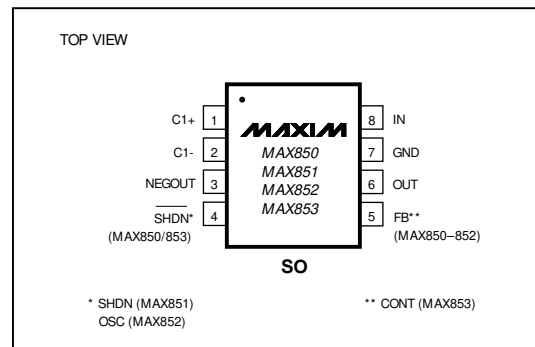 TOP VIEW
C1+ 1
C1- 2
NEGOUT 3
SHDN* 4
(MAX850/853)
MAXIM
MAX850
MAX851
MAX852
MAX853
8 IN
7 GND
6 OUT
5 FB**
(MAX850–852)
SO
* SHDN (MAX851)
OSC (MAX852)
** CONT (MAX853)